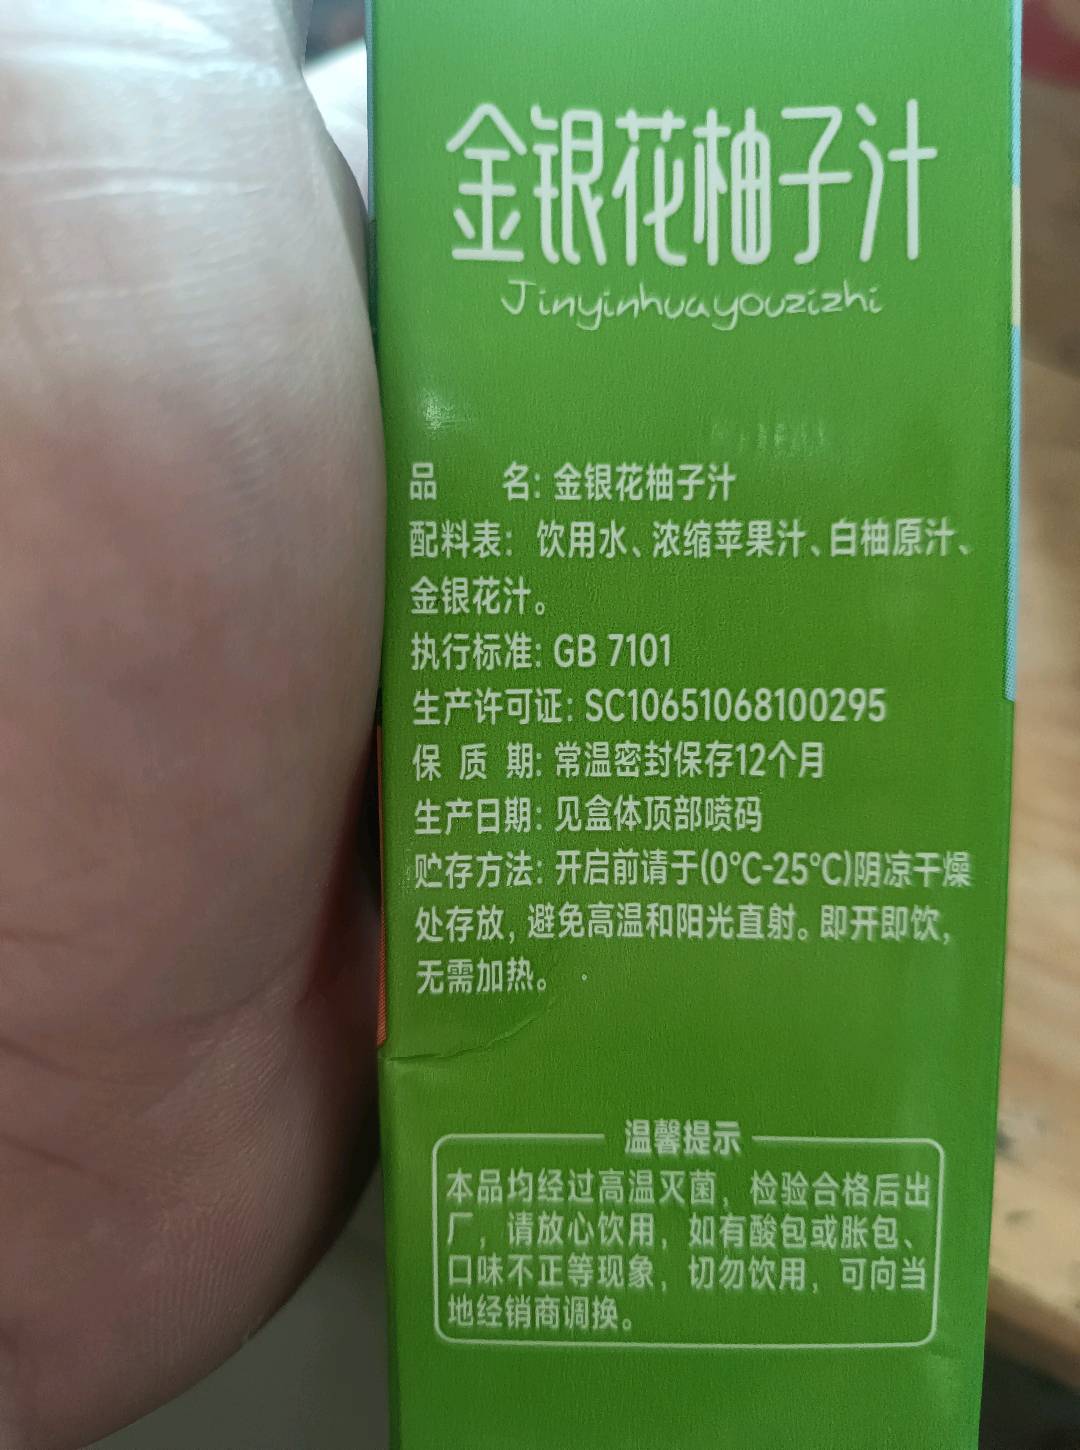 金银花柚子汁
Jinyinhuayouzizhi
品 名: 金银花柚子汁
配料表: 饮用水、浓缩苹果汁、白柚原汁、
金银花汁。
执行标准: GB 7101
生产许可证: SC10651068100295
保 质 期: 常温密封保存12个月
生产日期: 见盒体顶部喷码
贮存方法: 开启前请于(0℃-25℃)阴凉干燥
处存放, 避免高温和阳光直射。即开即饮,
无需加热。
温馨提示
本品均经过高温灭菌, 检验合格后出
厂, 请放心饮用, 如有酸包或胀包、
口味不正等现象, 切勿饮用, 可向当
地经销商调换。